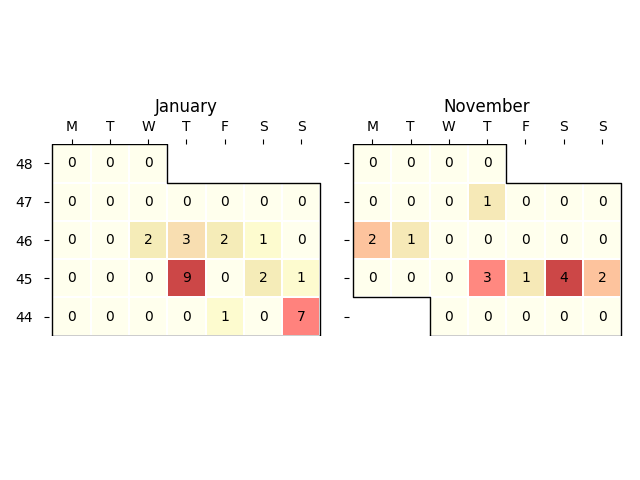 January November
M T W T F S S M T W T F S S
48 0 0 0 0 0 0 0
47 0 0 0 0 0 0 0 0 0 0 1 0 0 0
46 0 0 2 3 2 1 0 2 1 0 0 0 0 0
45 0 0 0 9 0 2 1 0 0 0 3 1 4 2
44 0 0 0 0 1 0 7 0 0 0 0 0